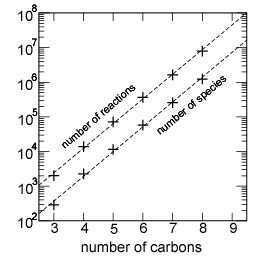 10^8
10^7
10^6
10^5
10^4
10^3
10^2
number of reactions
number of species
3 4 5 6 7 8 9
number of carbons